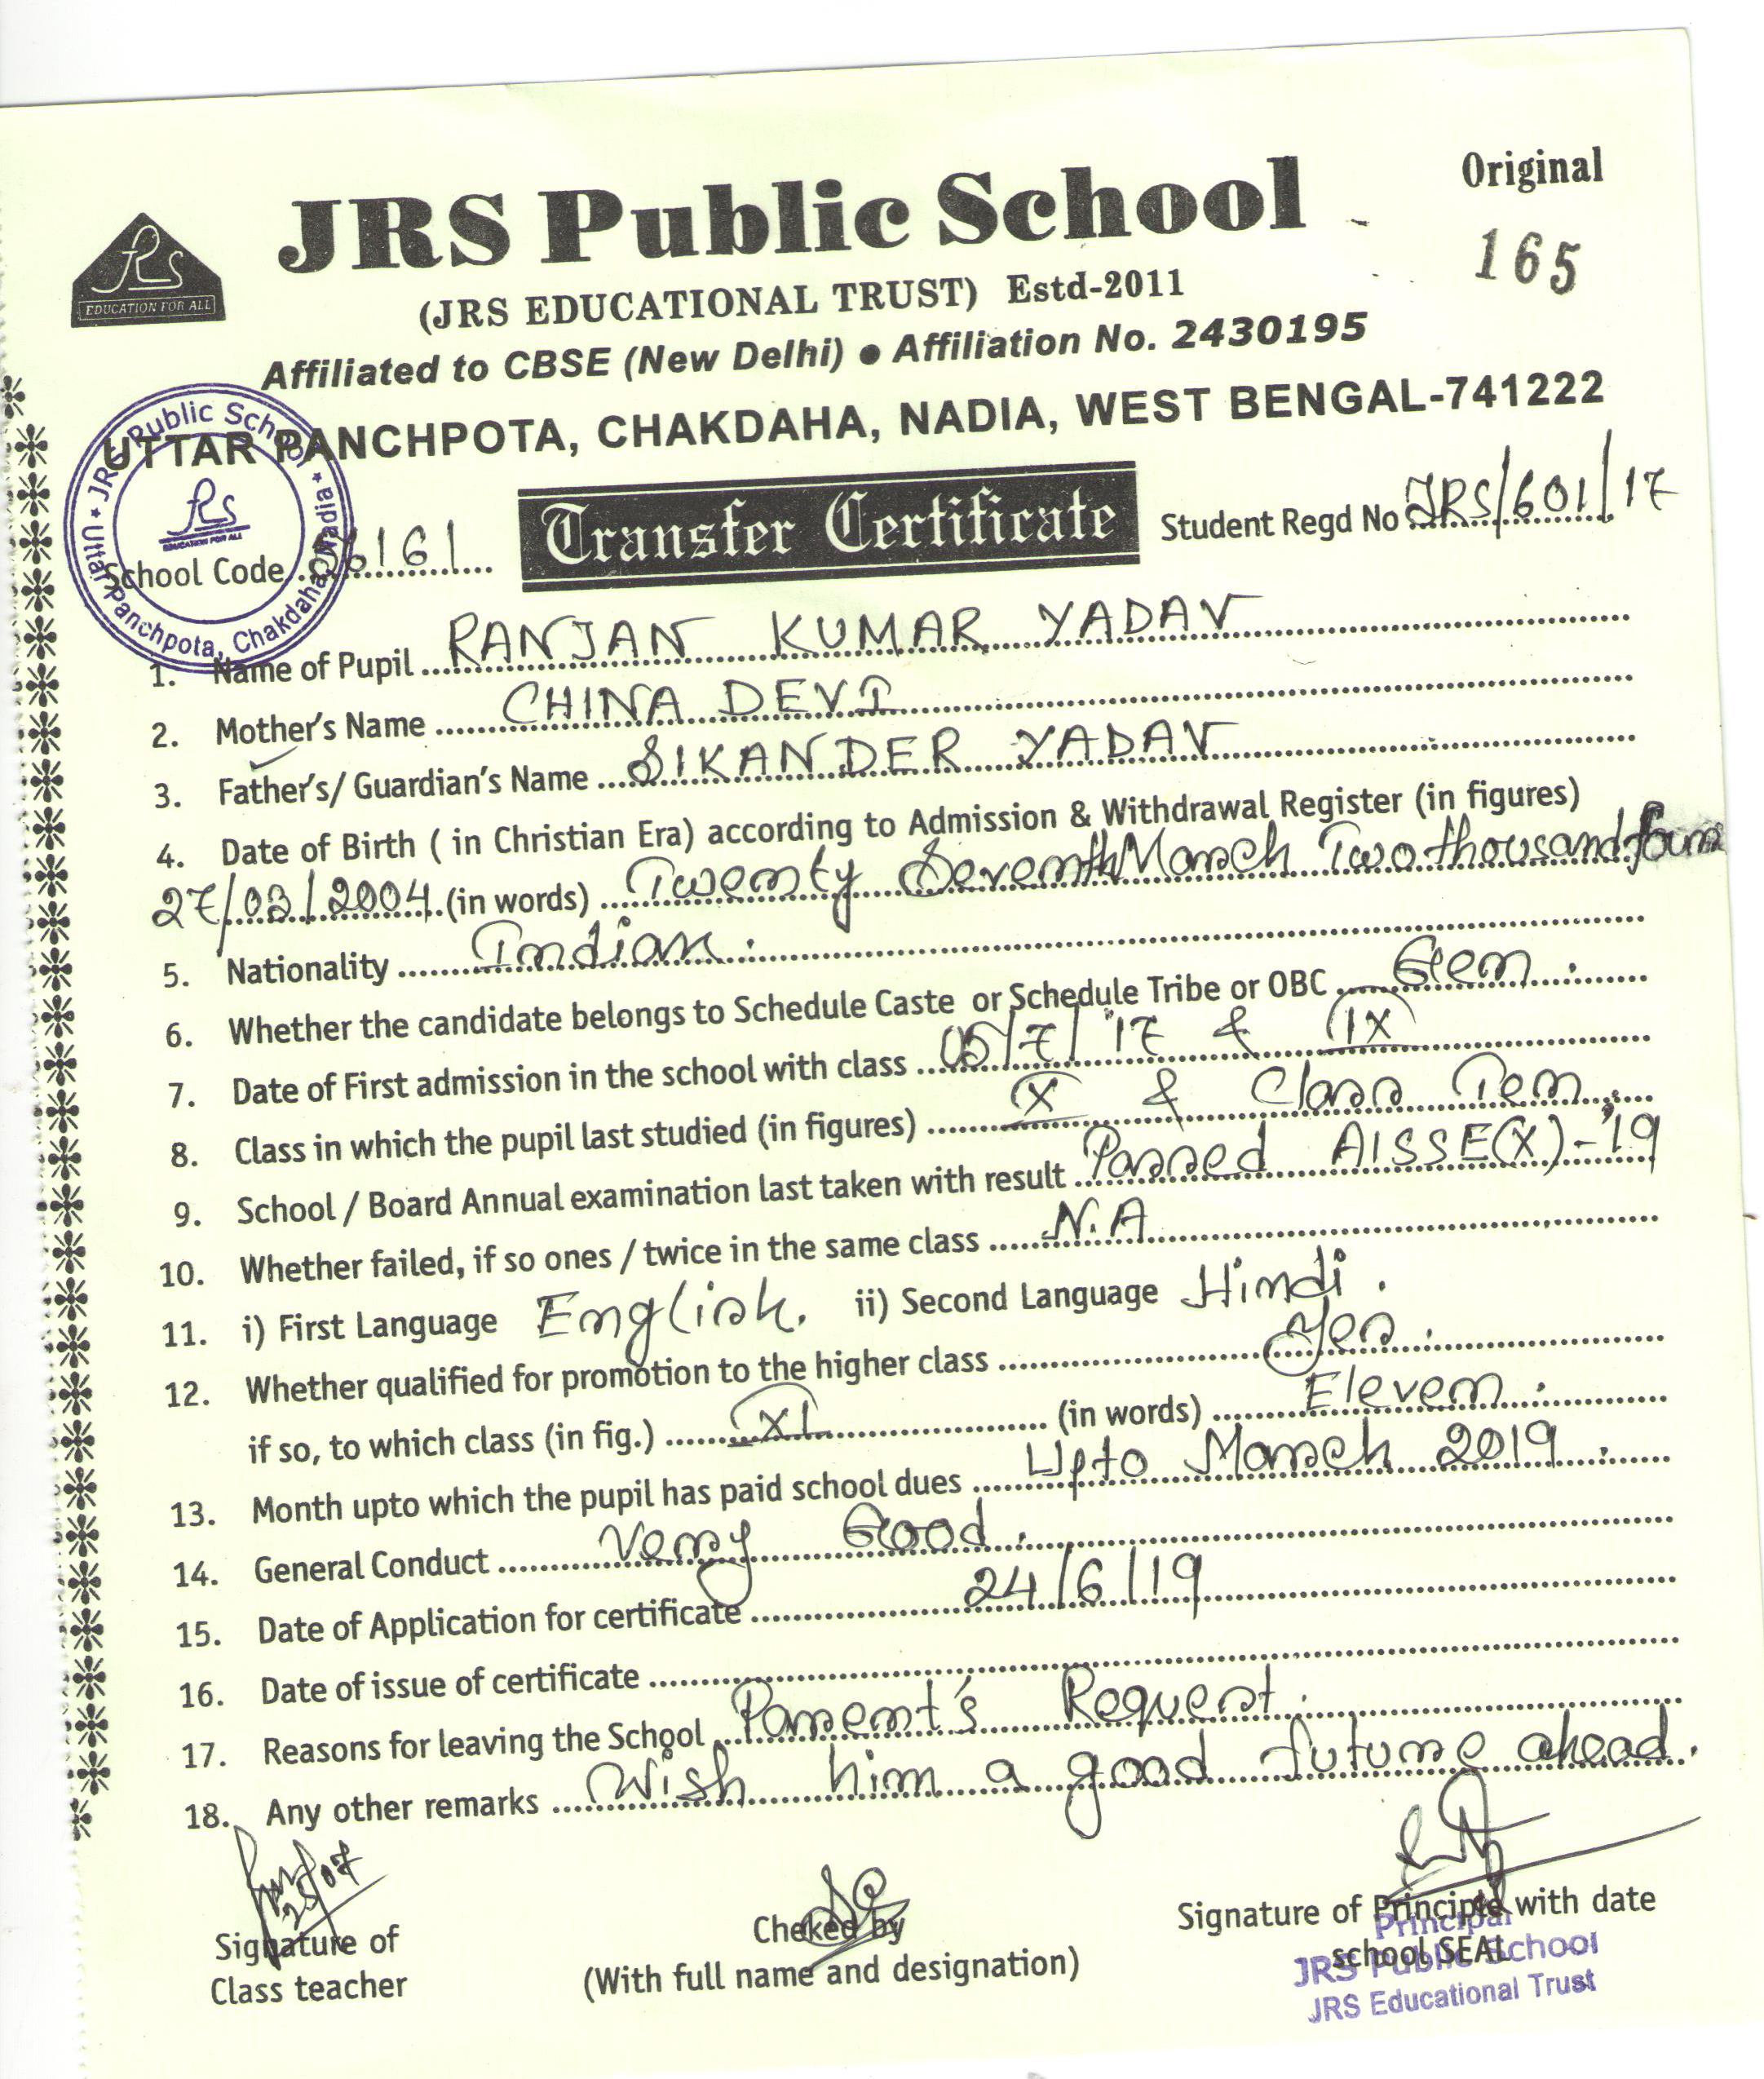 Original
JRS Public School
165
JRS
EDUCATION FOR ALL
(JRS EDUCATIONAL TRUST) Estd-2011
Affiliated to CBSE (New Delhi) ● Affiliation No. 2430195
UTTAR PANCHPOTA, CHAKDAHA, NADIA, WEST BENGAL-741222
JRS Public School ★ Uttar Panchpota, Chakdaha, Nadia ★
JRS
EDUCATION FOR ALL
School Code 06161
Transfer Certificate
Student Regd No JRS/601/17
1. Name of Pupil RANJAN KUMAR YADAV
2. Mother's Name CHINA DEVI
3. Father's/ Guardian's Name SIKANDER YADAV
4. Date of Birth ( in Christian Era) according to Admission & Withdrawal Register (in figures)
27/03/2004 (in words) Twenty Seventh March Two thousand four
5. Nationality Indian.
6. Whether the candidate belongs to Schedule Caste or Schedule Tribe or OBC Gen.
7. Date of First admission in the school with class 05/7/'17 & IX
8. Class in which the pupil last studied (in figures) X & Class Ten.
9. School / Board Annual examination last taken with result Passed AISSE(X)-'19
10. Whether failed, if so ones / twice in the same class N.A
11. i) First Language English. ii) Second Language Hindi.
12. Whether qualified for promotion to the higher class Yes.
if so, to which class (in fig.) XI (in words) Eleven.
13. Month upto which the pupil has paid school dues Upto March 2019.
14. General Conduct Very Good.
15. Date of Application for certificate 24/6/19
16. Date of issue of certificate
17. Reasons for leaving the School Parent's Request.
18. Any other remarks Wish him a good future ahead.
25/07
Signature of
Class teacher
Cheked by
(With full name and designation)
Signature of Principle with date
school SEAL
Principal
JRS Public School
JRS Educational Trust